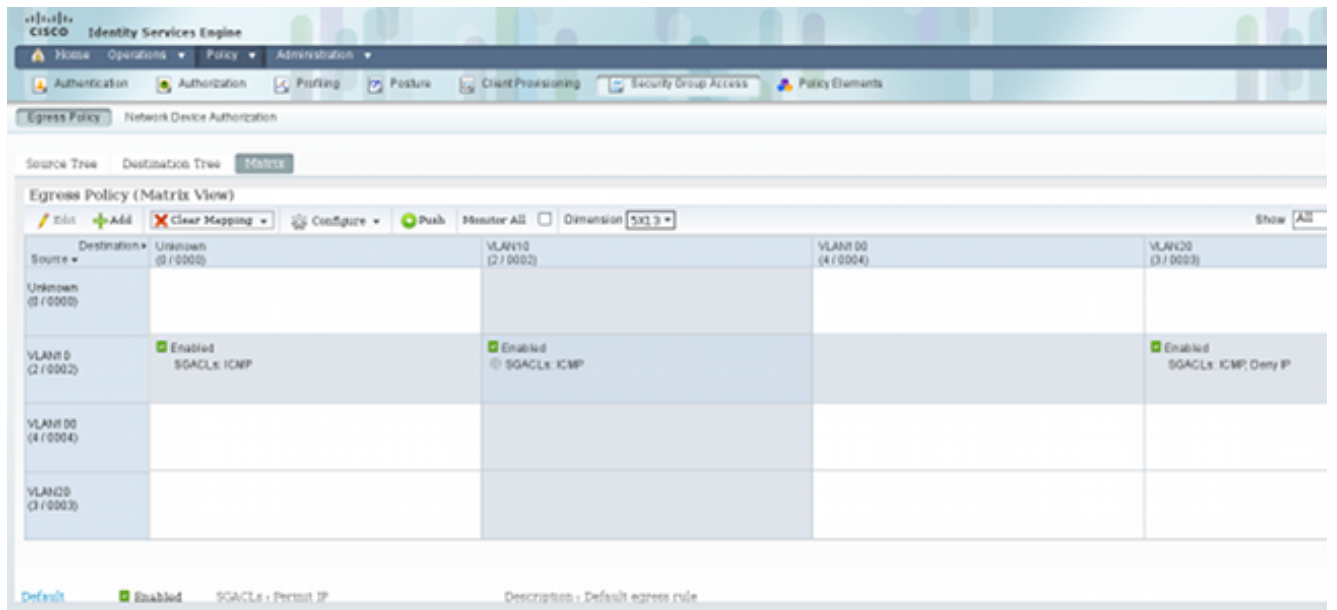 CISCO Identity Services Engine
Home Operations Policy Administration
Authentication Authorization Profiling Posture Client Provisioning Security Group Access Policy Elements
Egress Policy Network Device Authorization
Source Tree Destination Tree Matrix
Egress Policy (Matrix View)
Edit Add Clear Mapping Configure Push Monitor All Dimension 5X13 Show All
Destination Unknown VLAN10 VLAN100 VLAN20
Source (0 / 0000) (2 / 0002) (4 / 0004) (3 / 0003)
Unknown
(0 / 0000)
VLAN10
(2 / 0002)
Enabled
SGACLs: ICMP
Enabled
SGACLs: ICMP
Enabled
SGACLs: ICMP, Deny IP
VLAN100
(4 / 0004)
VLAN20
(3 / 0003)
Default Enabled SGACLs : Permit IP Description : Default egress rule